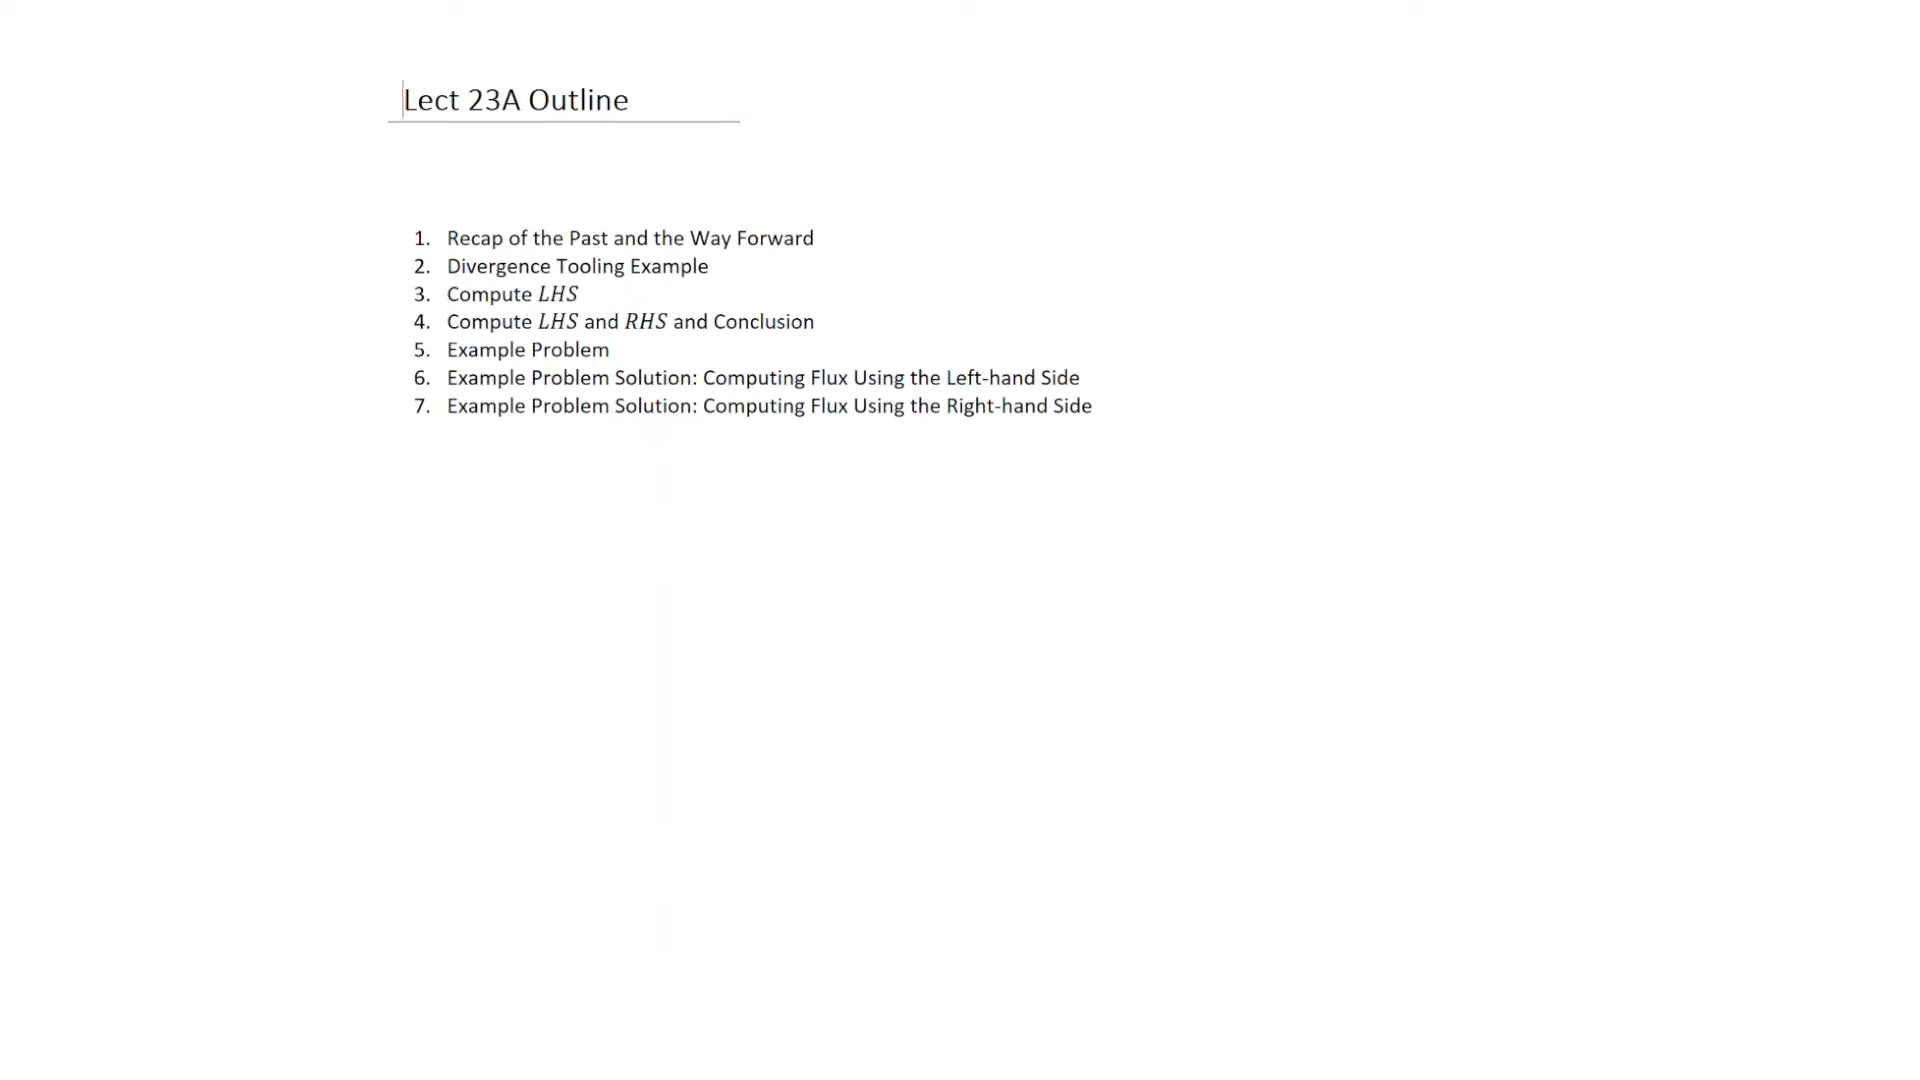 Lect 23A Outline
1. Recap of the Past and the Way Forward
2. Divergence Tooling Example
3. Compute LHS
4. Compute LHS and RHS and Conclusion
5. Example Problem
6. Example Problem Solution: Computing Flux Using the Left-hand Side
7. Example Problem Solution: Computing Flux Using the Right-hand Side